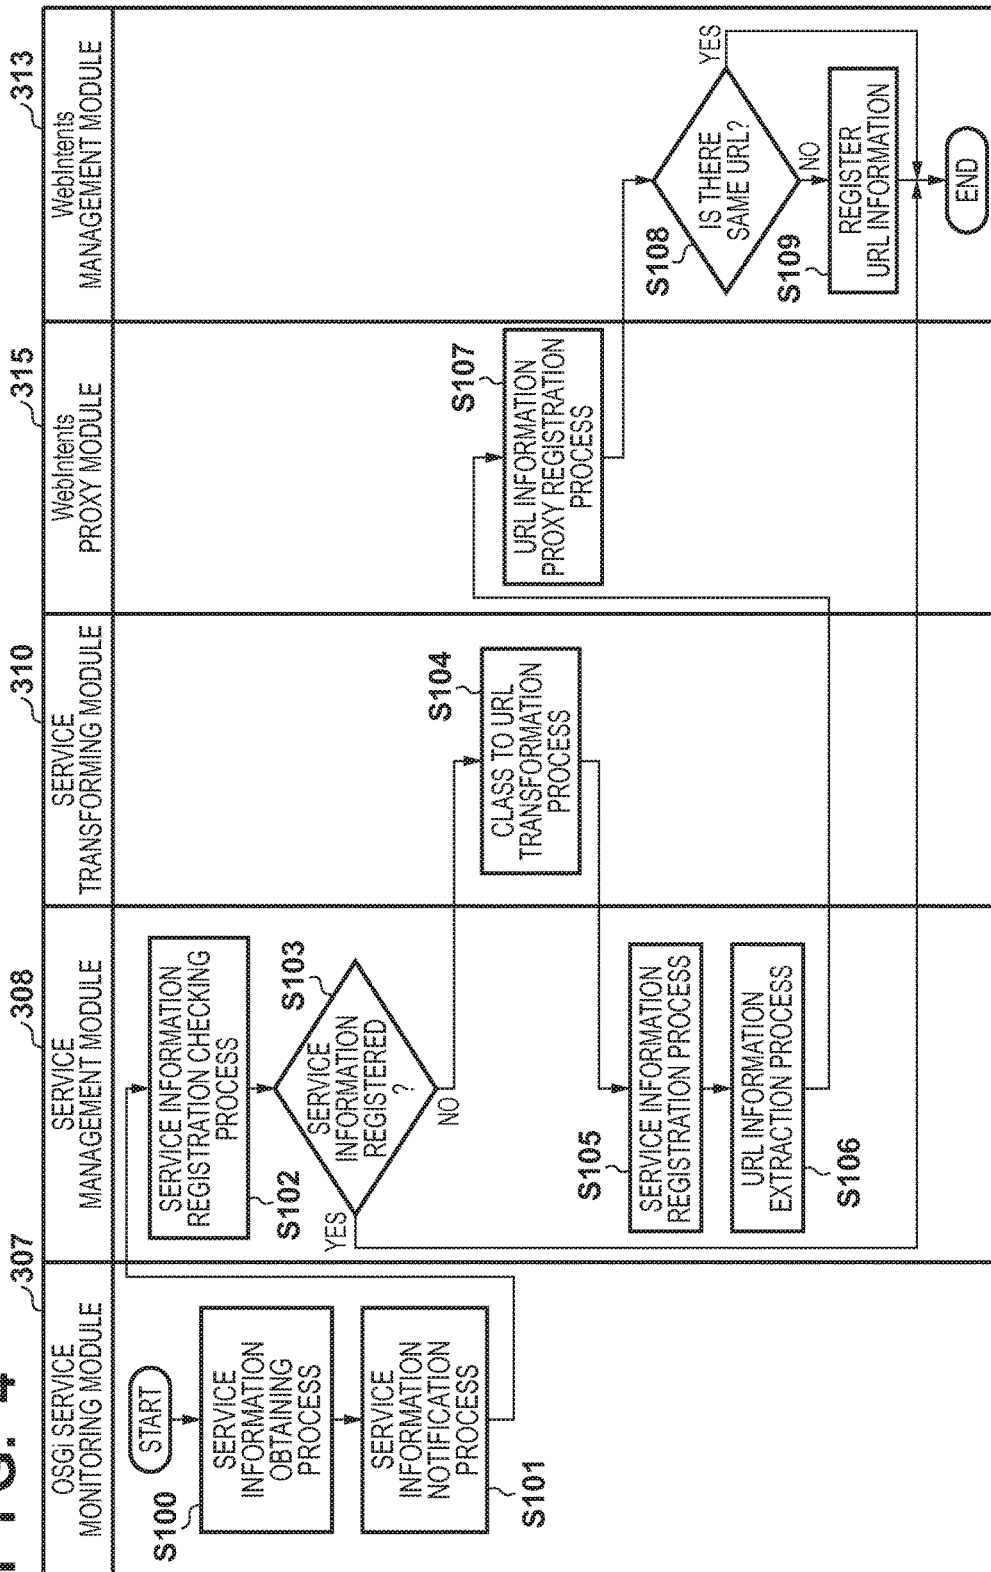 FIG. 4
307
OSGi SERVICE
MONITORING MODULE
308
SERVICE
MANAGEMENT MODULE
310
SERVICE
TRANSFORMING MODULE
315
WebIntents
PROXY MODULE
313
WebIntents
MANAGEMENT MODULE
START
S100
SERVICE
INFORMATION
OBTAINING
PROCESS
SERVICE
INFORMATION
NOTIFICATION
PROCESS
S101
SERVICE INFORMATION
REGISTRATION CHECKING
PROCESS
S102
S103
SERVICE
INFORMATION
REGISTERED
?
YES
NO
S104
CLASS TO URL
TRANSFORMATION
PROCESS
S105
SERVICE INFORMATION
REGISTRATION PROCESS
URL INFORMATION
EXTRACTION PROCESS
S106
S107
URL INFORMATION
PROXY REGISTRATION
PROCESS
S108
IS THERE
SAME URL?
YES
NO
S109
REGISTER
URL INFORMATION
END